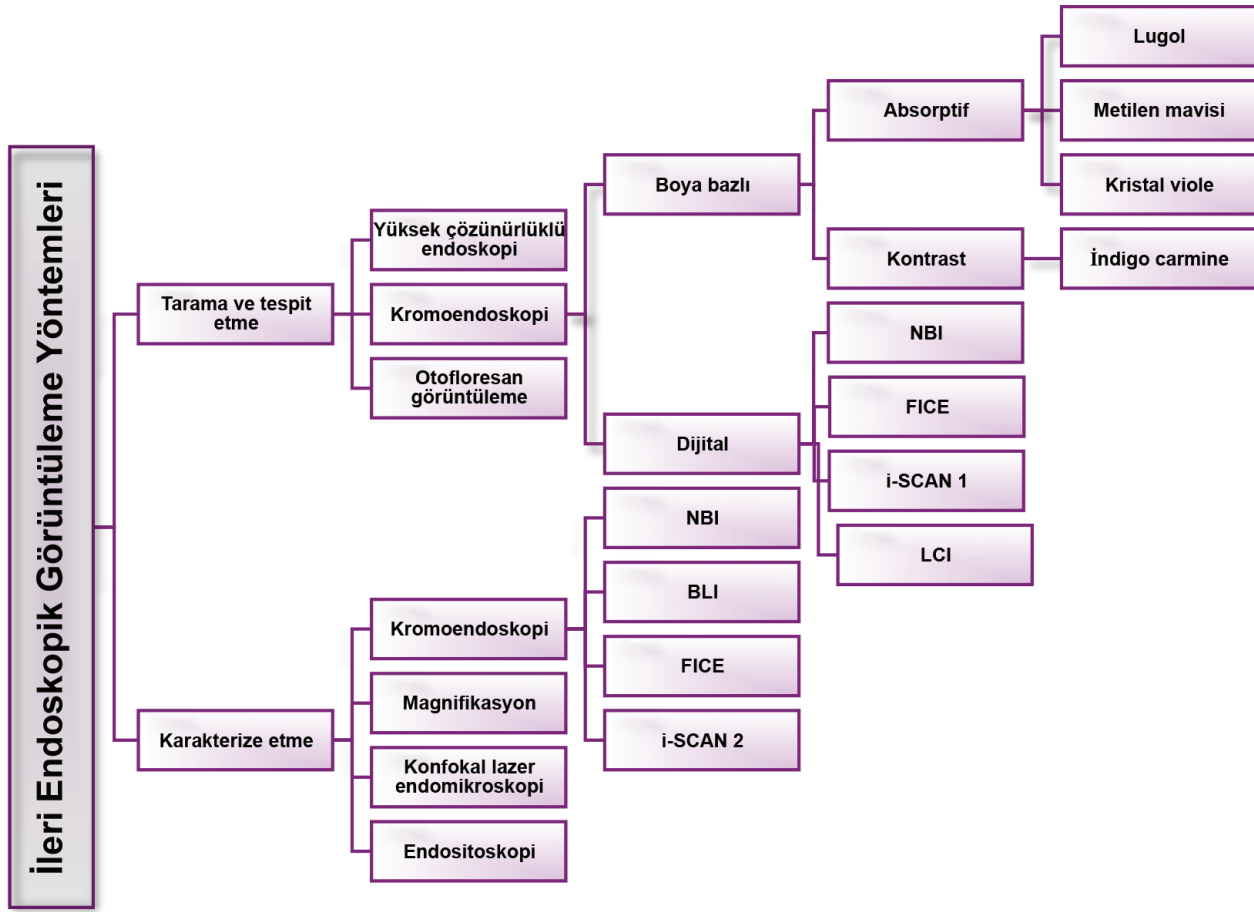 İleri Endoskopik Görüntüleme Yöntemleri
Tarama ve tespit
etme
Yüksek çözünürlüklü
endoskopi
Kromoendoskopi
Boya bazlı
Absorptif
Lugol
Metilen mavisi
Kristal viole
Kontrast
İndigo carmine
Dijital
NBI
FICE
i-SCAN 1
LCI
Otofloresan
görüntüleme
Karakterize etme
Kromoendoskopi
NBI
BLI
FICE
i-SCAN 2
Magnifikasyon
Konfokal lazer
endomikroskopi
Endositoskopi